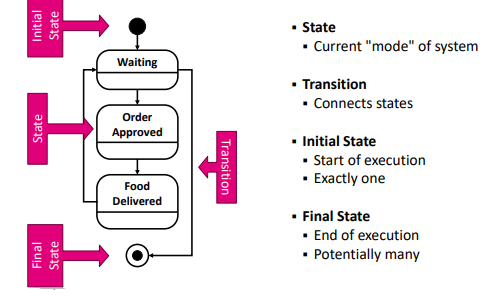 Initial
State
State
Final
State
Waiting
Order
Approved
Food
Delivered
Transition
▪ State
▪ Current "mode" of system
▪ Transition
▪ Connects states
▪ Initial State
▪ Start of execution
▪ Exactly one
▪ Final State
▪ End of execution
▪ Potentially many